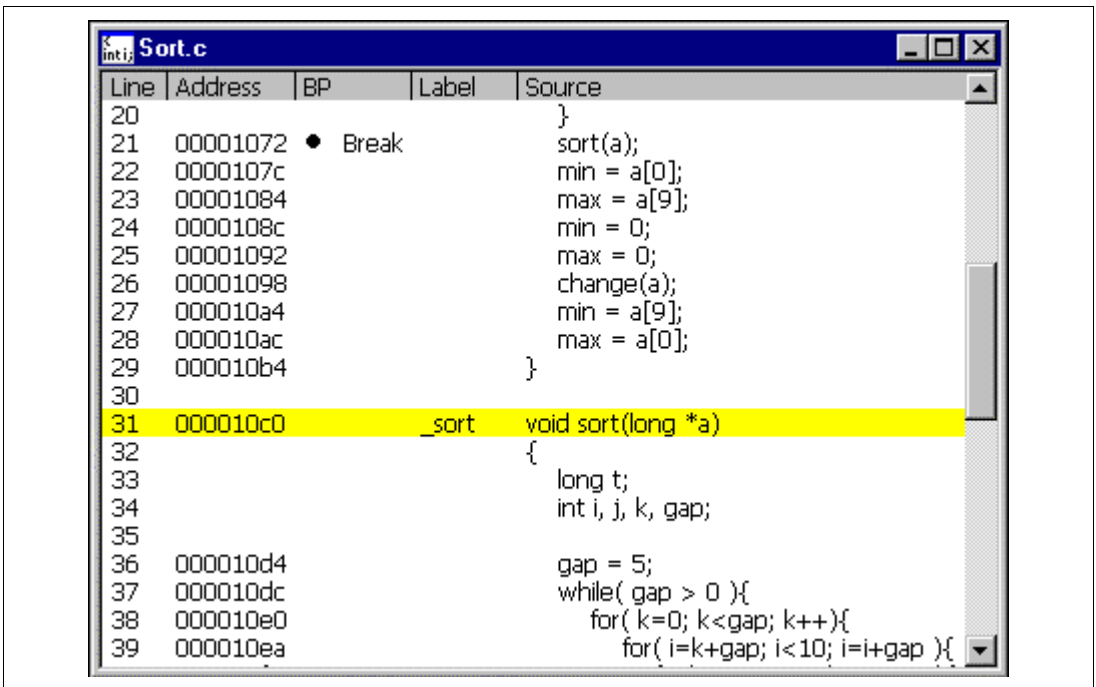 int i; Sort.c
Line Address BP Label Source
20 }
21 00001072 ● Break sort(a);
22 0000107c min = a[0];
23 00001084 max = a[9];
24 0000108c min = 0;
25 00001092 max = 0;
26 00001098 change(a);
27 000010a4 min = a[9];
28 000010ac max = a[0];
29 000010b4 }
30
31 000010c0 _sort void sort(long *a)
32 {
33 long t;
34 int i, j, k, gap;
35
36 000010d4 gap = 5;
37 000010dc while( gap > 0 ){
38 000010e0 for( k=0; k<gap; k++){
39 000010ea for( i=k+gap; i<10; i=i+gap ){